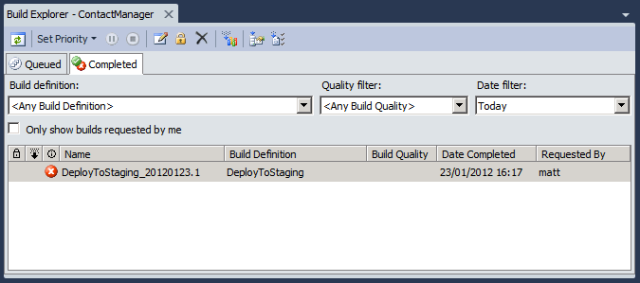 Build Explorer - ContactManager
Set Priority
Queued Completed
Build definition: Quality filter: Date filter:
<Any Build Definition> <Any Build Quality> Today
Only show builds requested by me
Name Build Definition Build Quality Date Completed Requested By
DeployToStaging_20120123.1 DeployToStaging 23/01/2012 16:17 matt